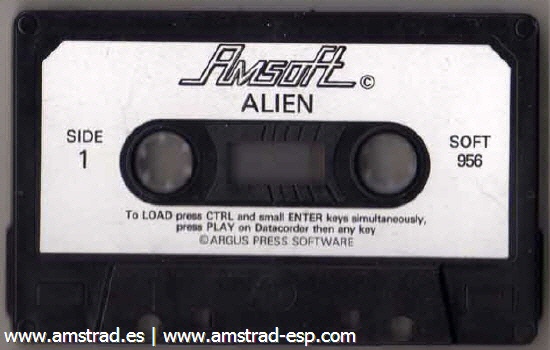 Amsoft ©
ALIEN
SIDE
1
SOFT
956
To LOAD press CTRL and small ENTER keys simultaneously,
press PLAY on Datacorder then any key
©ARGUS PRESS SOFTWARE
www.amstrad.es | www.amstrad-esp.com